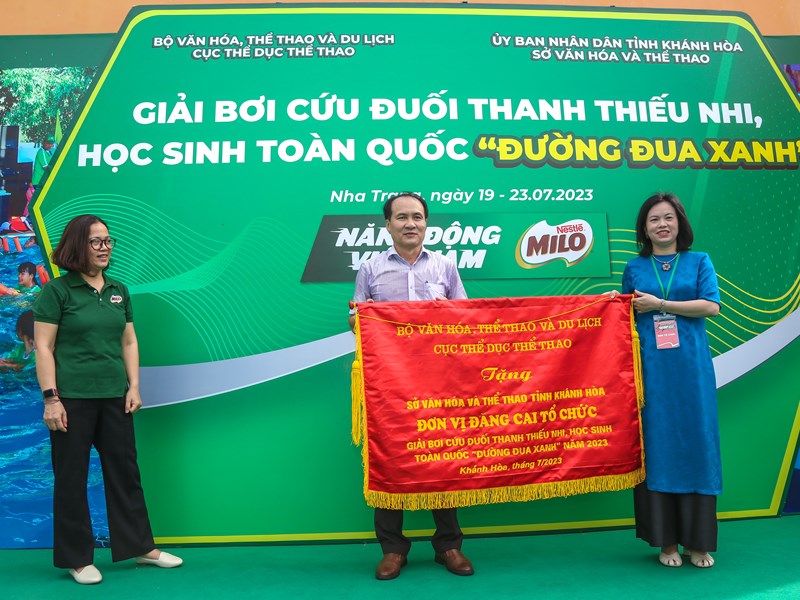 BỘ VĂN HÓA, THỂ THAO VÀ DU LỊCH
CỤC THỂ DỤC THỂ THAO
ỦY BAN NHÂN DÂN TỈNH KHÁNH HÒA
SỞ VĂN HÓA VÀ THỂ THAO
GIẢI BƠI CỨU ĐUỐI THANH THIẾU NHI,
HỌC SINH TOÀN QUỐC "ĐƯỜNG ĐUA XANH"
Nha Trang, ngày 19 - 23.07.2023
NĂNG ĐỘNG
VIỆT NAM
Nestlé
MILO
MILO
BỘ VĂN HÓA, THỂ THAO VÀ DU LỊCH
CỤC THỂ DỤC THỂ THAO
Tặng
SỞ VĂN HÓA VÀ THỂ THAO TỈNH KHÁNH HÒA
ĐƠN VỊ ĐĂNG CAI TỔ CHỨC
GIẢI BƠI CỨU ĐUỐI THANH THIẾU NHI, HỌC SINH
TOÀN QUỐC "ĐƯỜNG ĐUA XANH" NĂM 2023
Khánh Hòa, tháng 7/2023